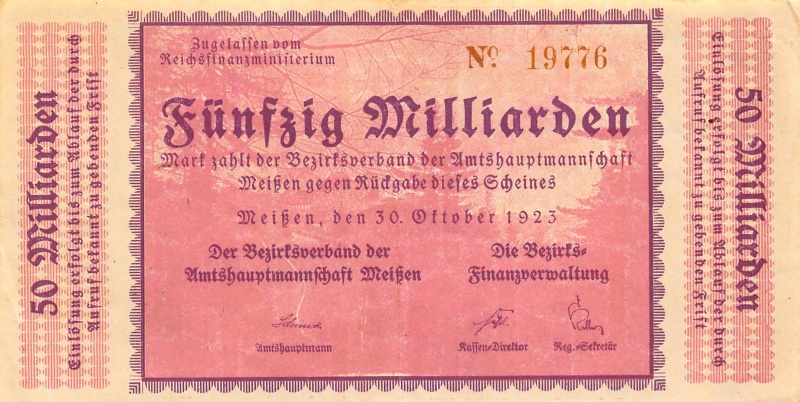 50 Milliarden
Einlösung erfolgt bis zum Ablauf der durch
Aufruf bekannt zu gebenden Frist
Zugelassen vom
Reichsfinanzministerium
No. 19776
Fünfzig Milliarden
Mark zahlt der Bezirksverband der Amtshauptmannschaft
Meißen gegen Rückgabe dieses Scheines
Meißen, den 30. Oktober 1923
Der Bezirksverband der
Amtshauptmannschaft Meißen
Die Bezirks-
Finanzverwaltung
Amtshauptmann
Kassen-Direktor
Reg.-Sekretär
50 Milliarden
Einlösung erfolgt bis zum Ablauf der durch
Aufruf bekannt zu gebenden Frist